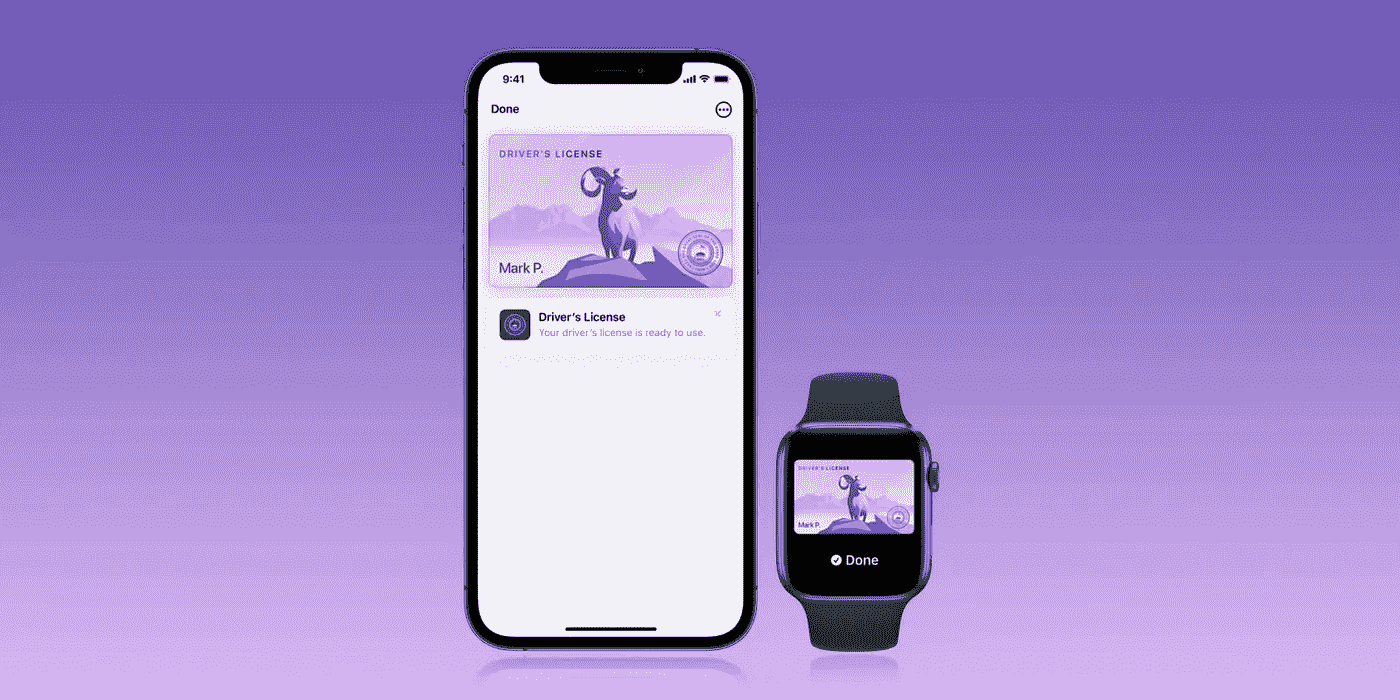 9:41
Done
DRIVER'S LICENSE
Mark P.
Driver's License
Your driver's license is ready to use.
DRIVER'S LICENSE
Mark P.
Done